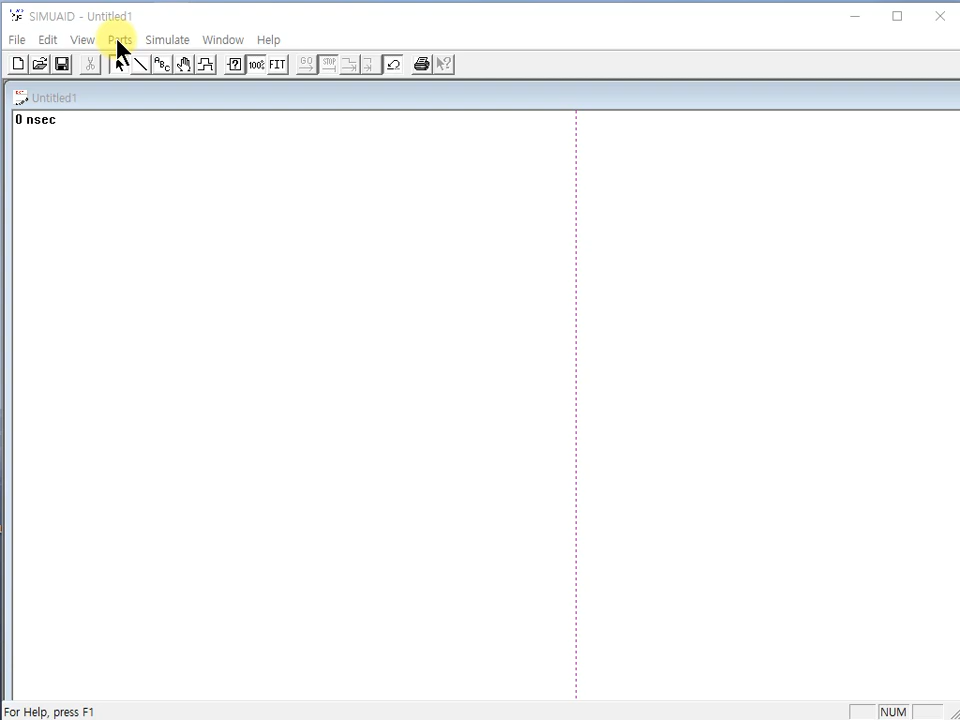 SIMUAID - Untitled1
File Edit View Parts Simulate Window Help
ABC 100% FIT GO STOP
Untitled1
0 nsec
For Help, press F1
NUM